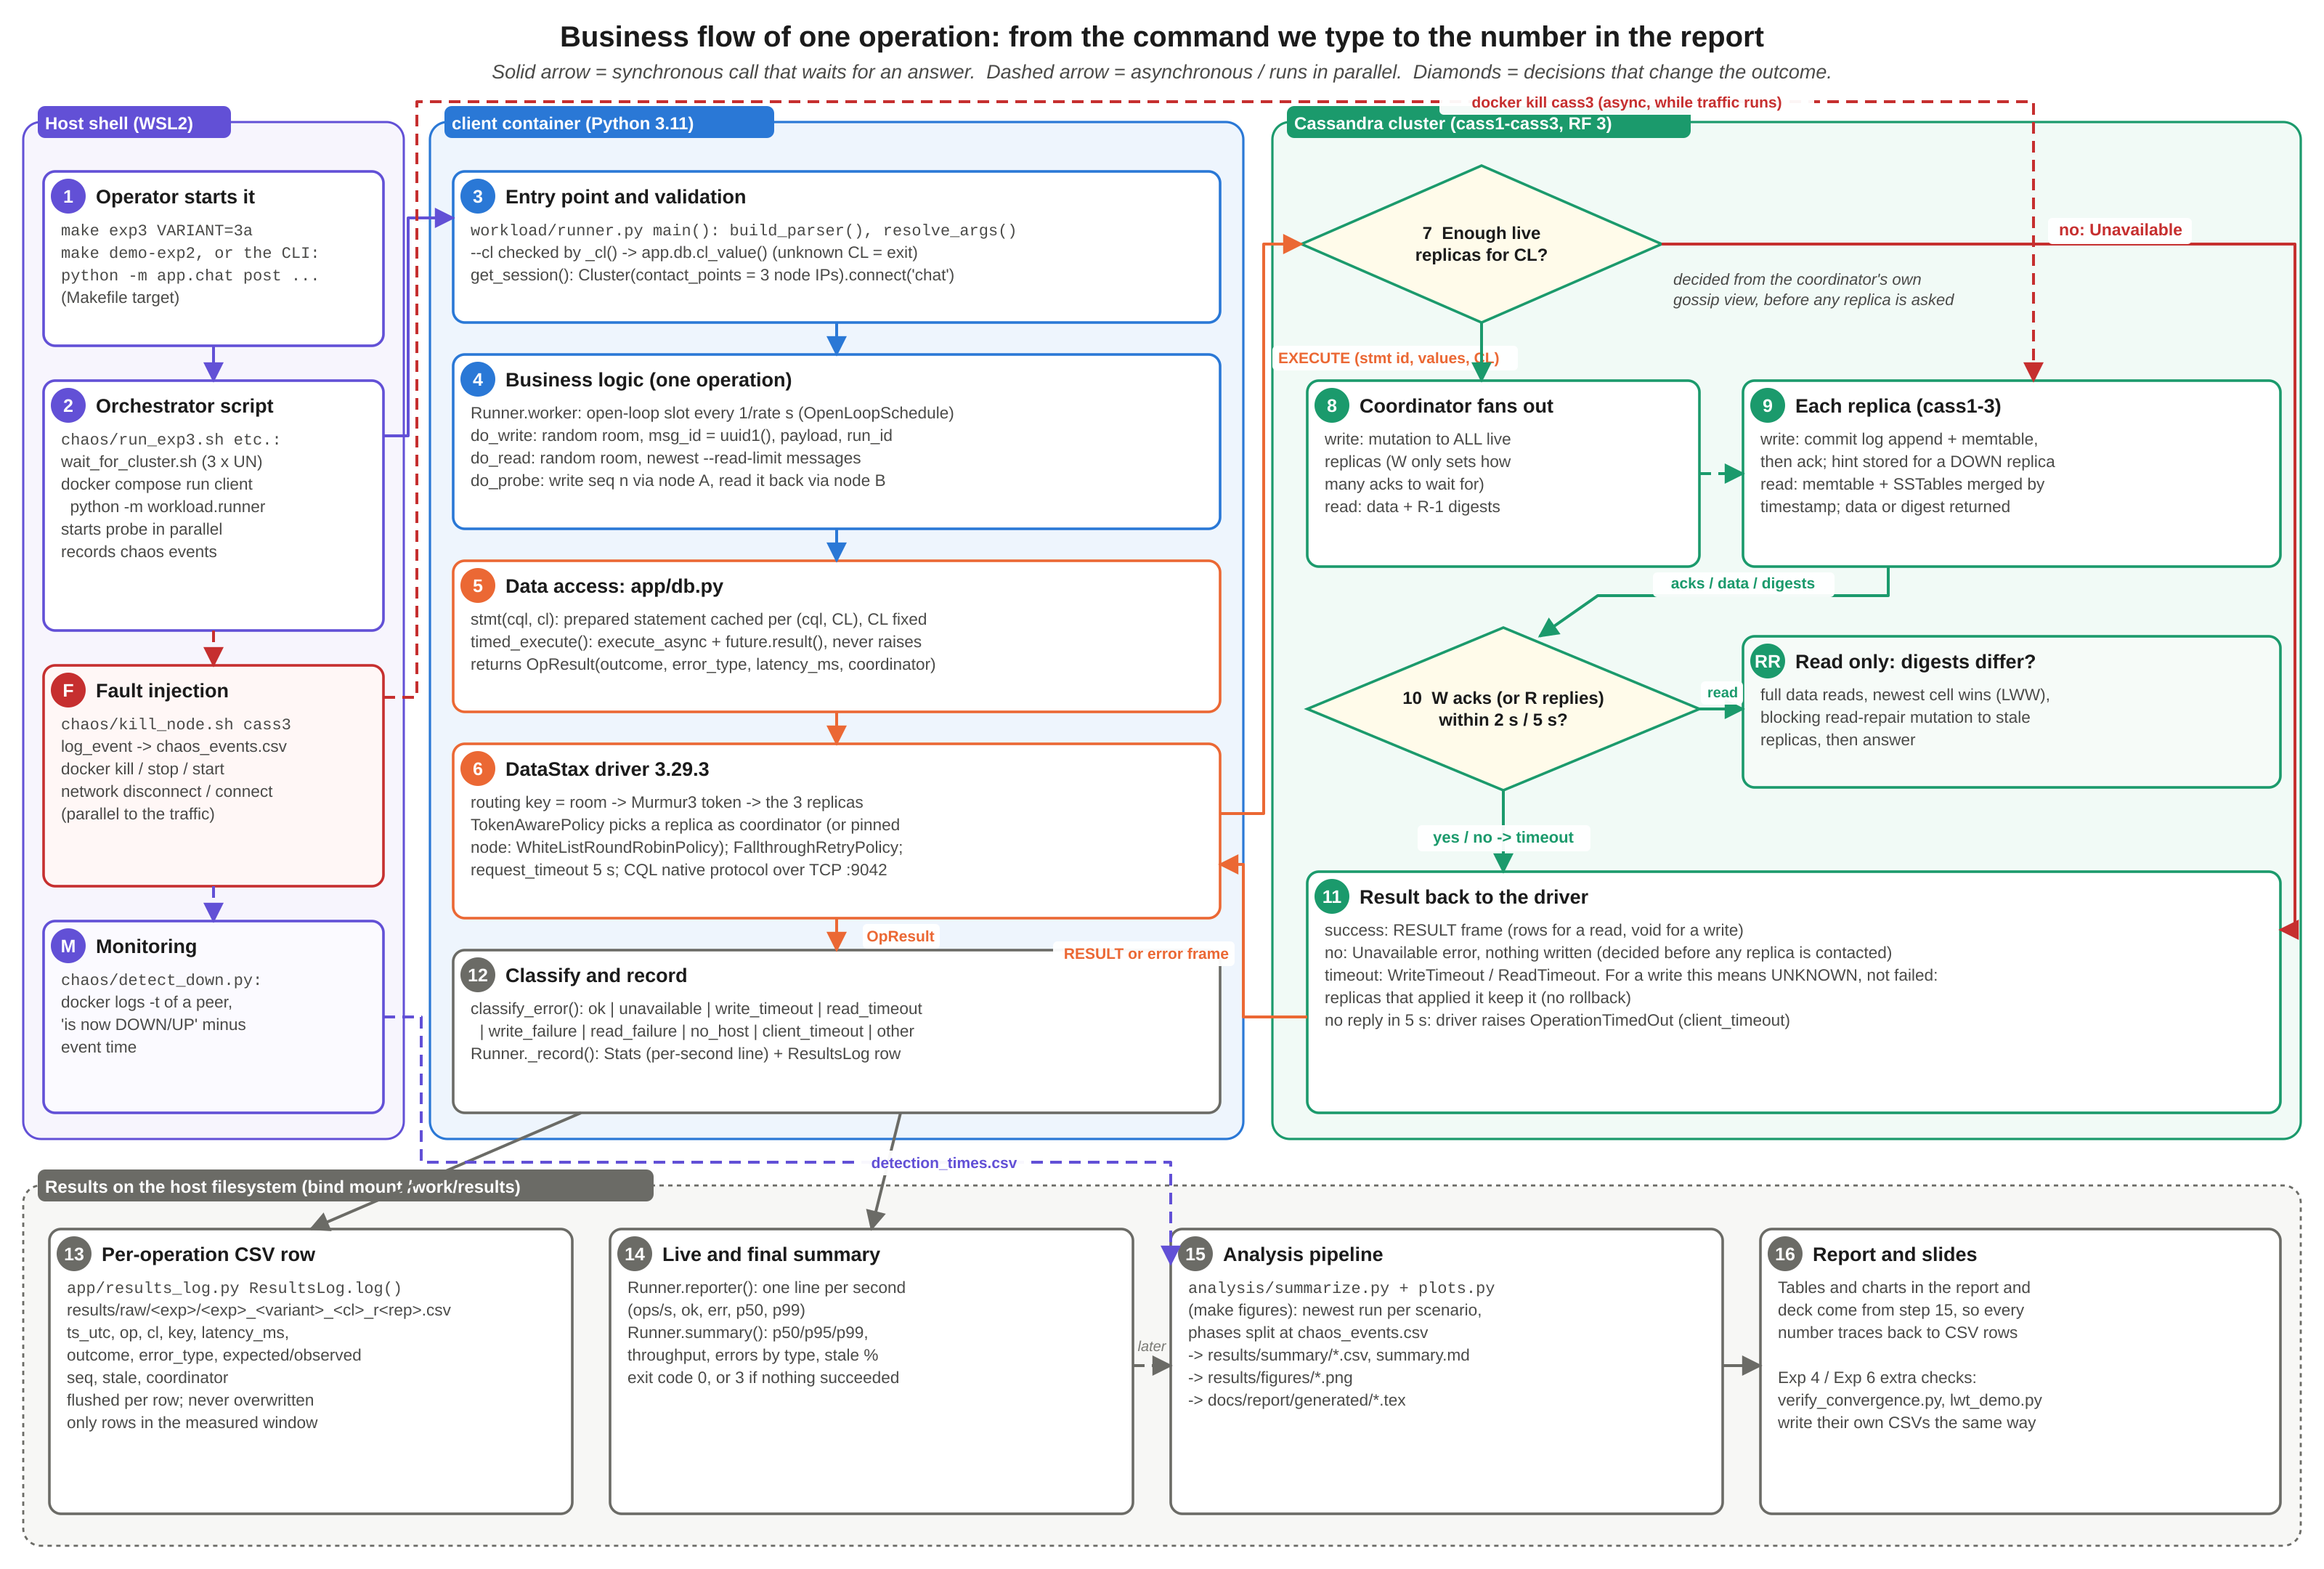 Business flow of one operation: from the command we type to the number in the report
Solid arrow = synchronous call that waits for an answer.  Dashed arrow = asynchronous / runs in parallel.  Diamonds = decisions that change the outcome.
docker kill cass3 (async, while traffic runs)
Host shell (WSL2)
1 Operator starts it
make exp3 VARIANT=3a
make demo-exp2, or the CLI:
python -m app.chat post ...
(Makefile target)
2 Orchestrator script
chaos/run_exp3.sh etc.:
wait_for_cluster.sh (3 x UN)
docker compose run client
python -m workload.runner
starts probe in parallel
records chaos events
F Fault injection
chaos/kill_node.sh cass3
log_event -> chaos_events.csv
docker kill / stop / start
network disconnect / connect
(parallel to the traffic)
M Monitoring
chaos/detect_down.py:
docker logs -t of a peer,
'is now DOWN/UP' minus
event time
client container (Python 3.11)
3 Entry point and validation
workload/runner.py main(): build_parser(), resolve_args()
--cl checked by _cl() -> app.db.cl_value() (unknown CL = exit)
get_session(): Cluster(contact_points = 3 node IPs).connect('chat')
4 Business logic (one operation)
Runner.worker: open-loop slot every 1/rate s (OpenLoopSchedule)
do_write: random room, msg_id = uuid1(), payload, run_id
do_read: random room, newest --read-limit messages
do_probe: write seq n via node A, read it back via node B
5 Data access: app/db.py
stmt(cql, cl): prepared statement cached per (cql, CL), CL fixed
timed_execute(): execute_async + future.result(), never raises
returns OpResult(outcome, error_type, latency_ms, coordinator)
6 DataStax driver 3.29.3
routing key = room -> Murmur3 token -> the 3 replicas
TokenAwarePolicy picks a replica as coordinator (or pinned
node: WhiteListRoundRobinPolicy); FallthroughRetryPolicy;
request_timeout 5 s; CQL native protocol over TCP :9042
OpResult
RESULT or error frame
12 Classify and record
classify_error(): ok | unavailable | write_timeout | read_timeout
| write_failure | read_failure | no_host | client_timeout | other
Runner._record(): Stats (per-second line) + ResultsLog row
Cassandra cluster (cass1-cass3, RF 3)
7 Enough live
replicas for CL?
no: Unavailable
decided from the coordinator's own
gossip view, before any replica is asked
EXECUTE (stmt id, values, CL)
8 Coordinator fans out
write: mutation to ALL live
replicas (W only sets how
many acks to wait for)
read: data + R-1 digests
9 Each replica (cass1-3)
write: commit log append + memtable,
then ack; hint stored for a DOWN replica
read: memtable + SSTables merged by
timestamp; data or digest returned
acks / data / digests
10 W acks (or R replies)
within 2 s / 5 s?
read
RR Read only: digests differ?
full data reads, newest cell wins (LWW),
blocking read-repair mutation to stale
replicas, then answer
yes / no -> timeout
11 Result back to the driver
success: RESULT frame (rows for a read, void for a write)
no: Unavailable error, nothing written (decided before any replica is contacted)
timeout: WriteTimeout / ReadTimeout. For a write this means UNKNOWN, not failed:
replicas that applied it keep it (no rollback)
no reply in 5 s: driver raises OperationTimedOut (client_timeout)
detection_times.csv
Results on the host filesystem (bind mount /work/results)
13 Per-operation CSV row
app/results_log.py ResultsLog.log()
results/raw/<exp>/<exp>_<variant>_<cl>_r<rep>.csv
ts_utc, op, cl, key, latency_ms,
outcome, error_type, expected/observed
seq, stale, coordinator
flushed per row; never overwritten
only rows in the measured window
14 Live and final summary
Runner.reporter(): one line per second
(ops/s, ok, err, p50, p99)
Runner.summary(): p50/p95/p99,
throughput, errors by type, stale %
exit code 0, or 3 if nothing succeeded
later
15 Analysis pipeline
analysis/summarize.py + plots.py
(make figures): newest run per scenario,
phases split at chaos_events.csv
-> results/summary/*.csv, summary.md
-> results/figures/*.png
-> docs/report/generated/*.tex
16 Report and slides
Tables and charts in the report and
deck come from step 15, so every
number traces back to CSV rows
Exp 4 / Exp 6 extra checks:
verify_convergence.py, lwt_demo.py
write their own CSVs the same way